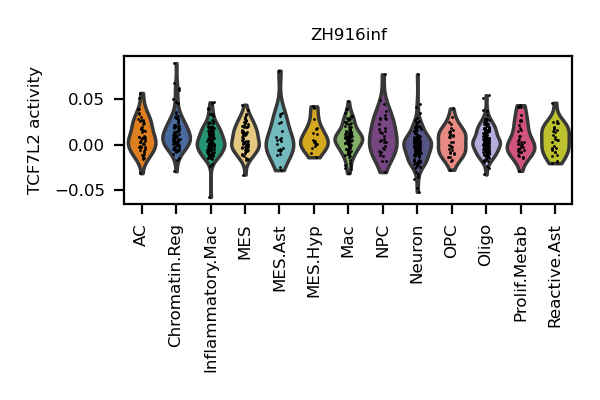 ZH916inf
TCF7L2 activity
0.05
0.00
−0.05
AC
Chromatin.Reg
Inflammatory.Mac
MES
MES.Ast
MES.Hyp
Mac
NPC
Neuron
OPC
Oligo
Prolif.Metab
Reactive.Ast